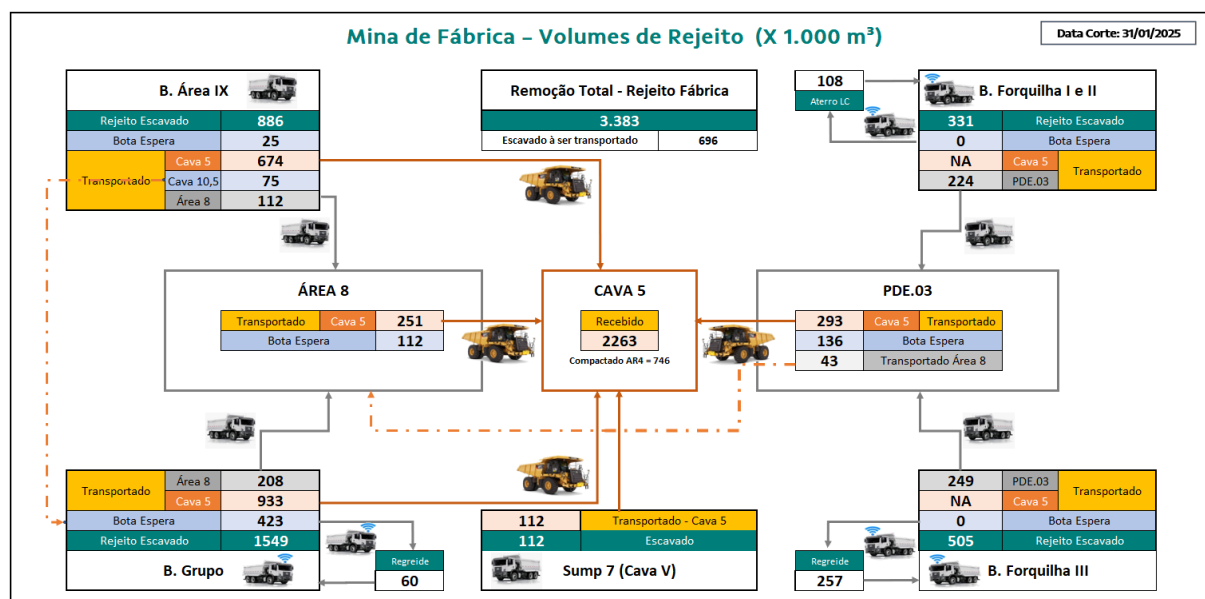 Mina de Fábrica – Volumes de Rejeito (X 1.000 m³)
Data Corte: 31/01/2025
B. Área IX
Rejeito Escavado 886
Bota Espera 25
Transportado Cava 5 674
Cava 10,5 75
Área 8 112
Remoção Total - Rejeito Fábrica
3.383
Escavado à ser transportado 696
108
Aterro LC
B. Forquilha I e II
331 Rejeito Escavado
0 Bota Espera
NA Cava 5 Transportado
224 PDE.03
ÁREA 8
Transportado Cava 5 251
Bota Espera 112
CAVA 5
Recebido
2263
Compactado AR4 = 746
PDE.03
293 Cava 5 Transportado
136 Bota Espera
43 Transportado Área 8
Transportado Área 8 208
Cava 5 933
Bota Espera 423
Rejeito Escavado 1549
B. Grupo
Regreide
60
112 Transportado - Cava 5
112 Escavado
Sump 7 (Cava V)
249 PDE.03 Transportado
NA Cava 5
0 Bota Espera
505 Rejeito Escavado
Regreide
257
B. Forquilha III